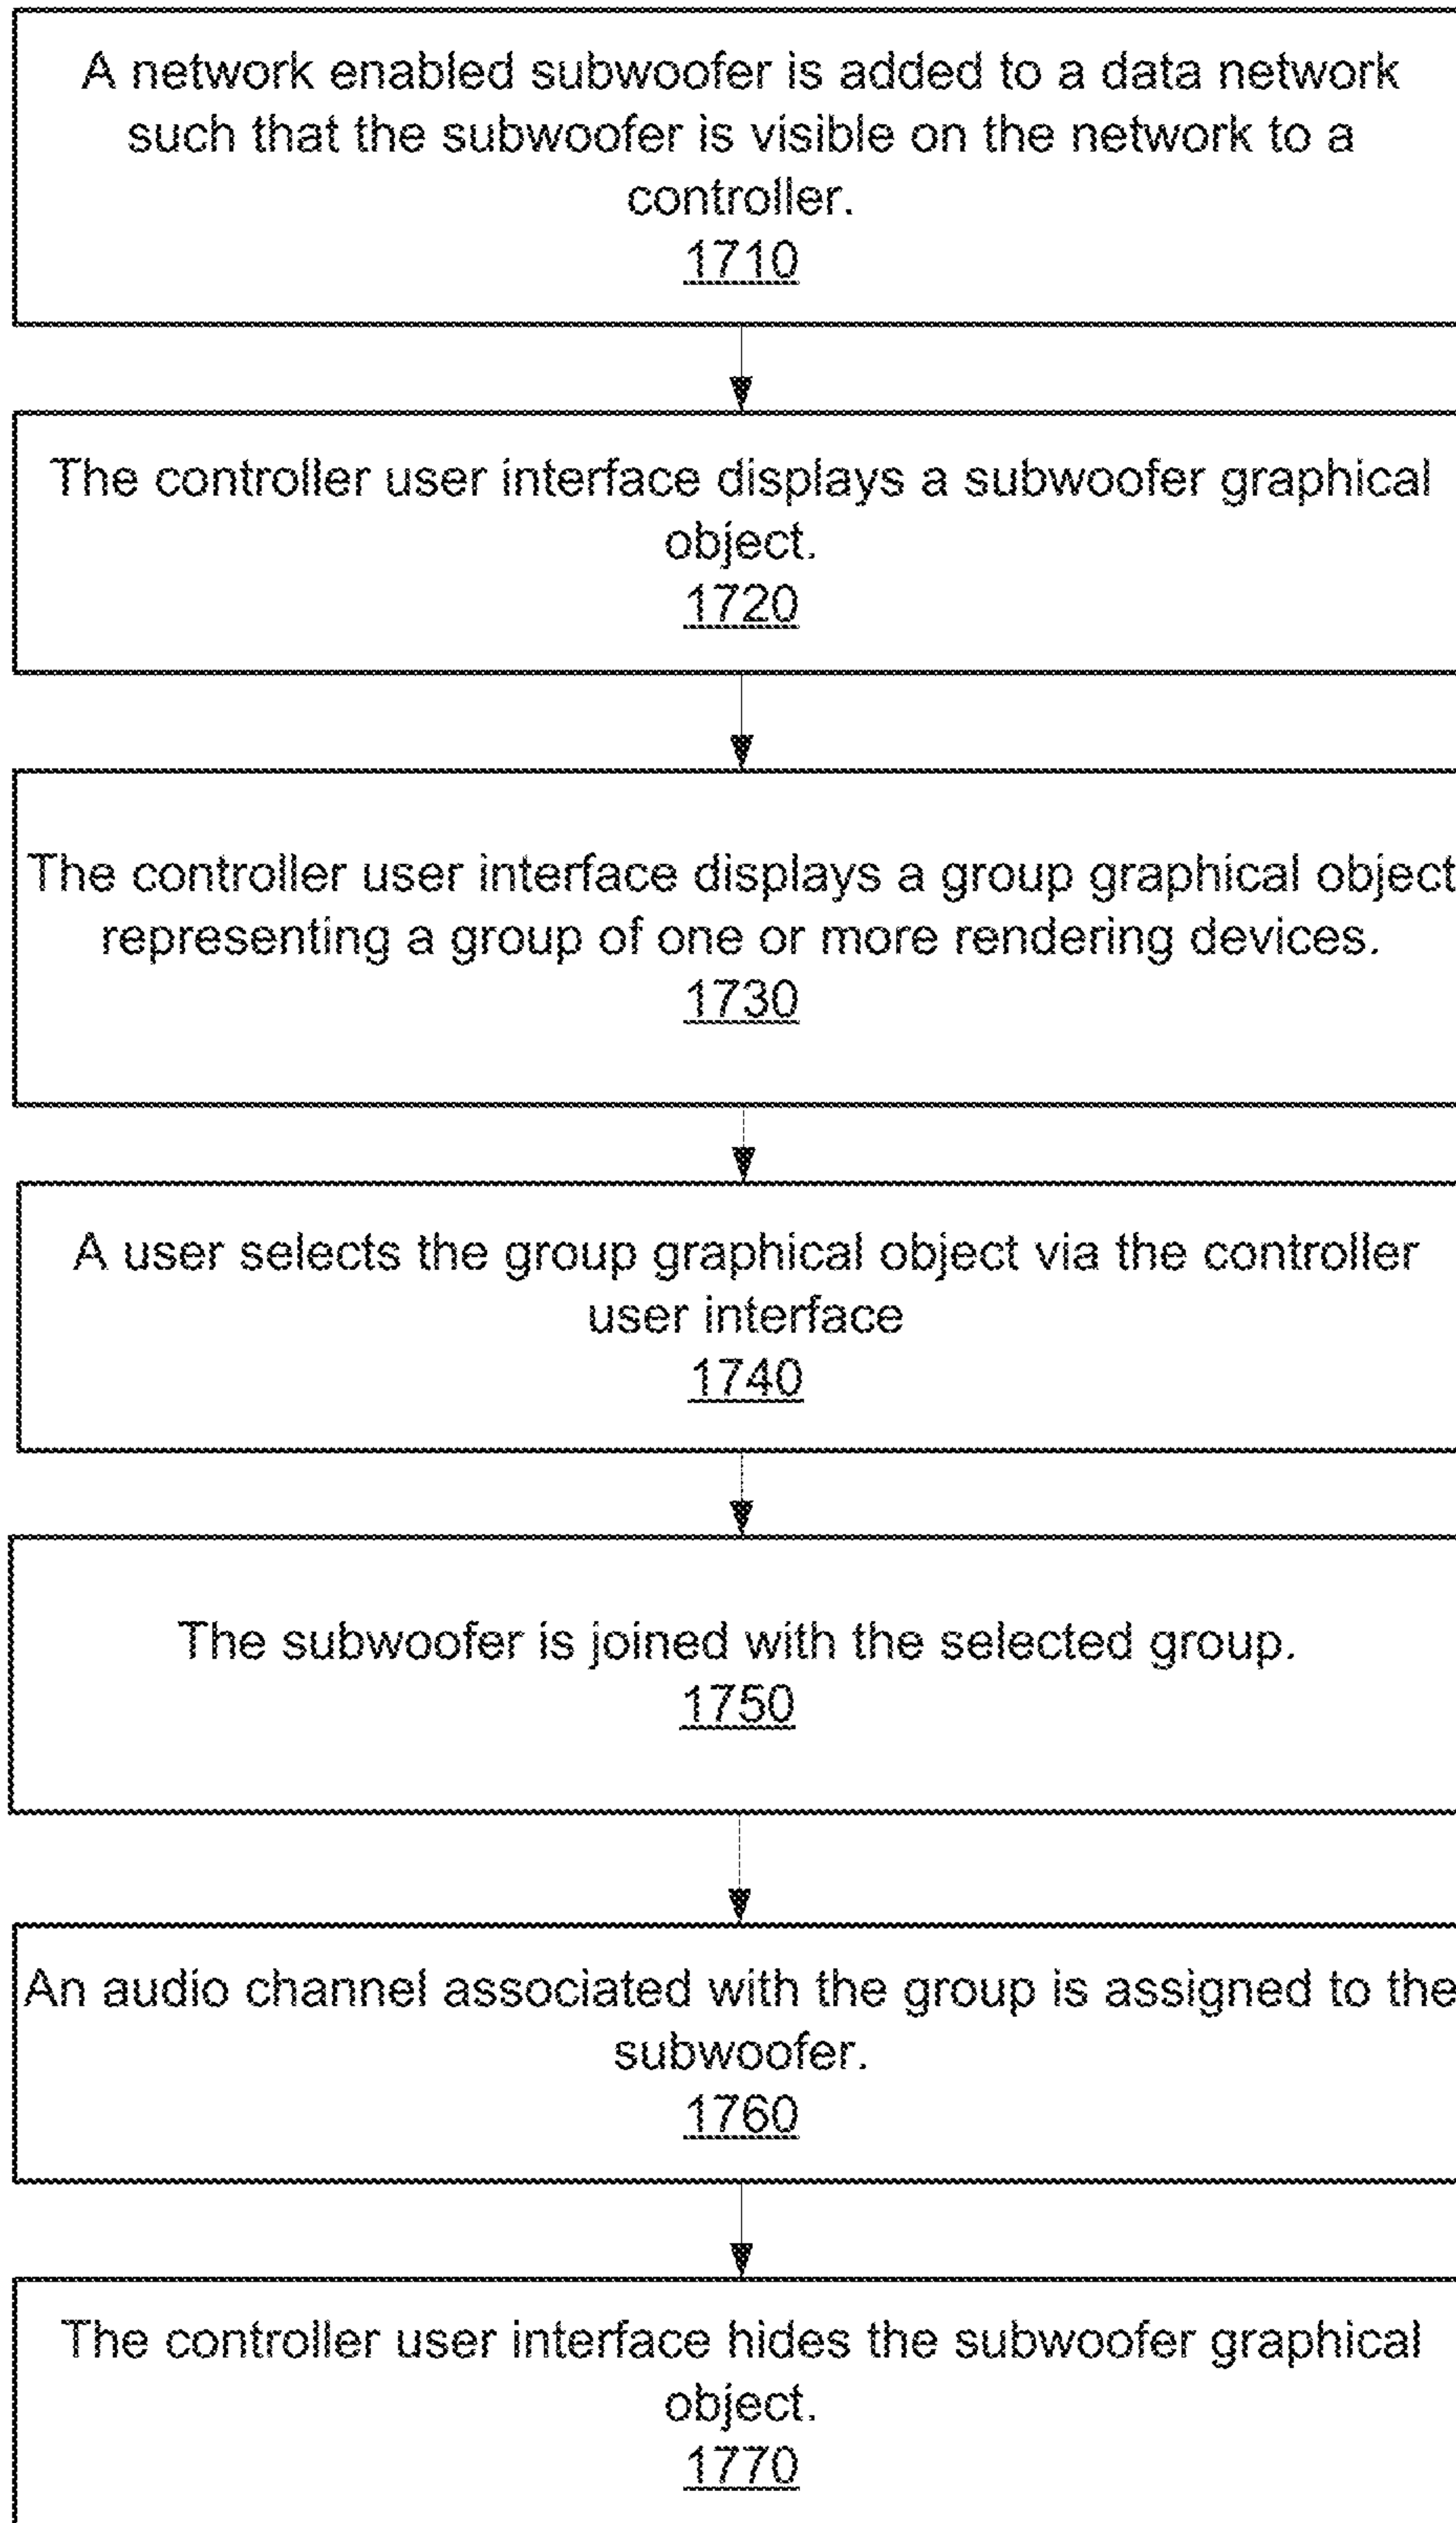 A network enabled subwoofer is added to a data network
such that the subwoofer is visible on the network to a
controller.
1710
The controller user interface displays a subwoofer graphical
object.
1720
The controller user interface displays a group graphical object
representing a group of one or more rendering devices.
1730
A user selects the group graphical object via the controller
user interface
1740
The subwoofer is joined with the selected group.
1750
An audio channel associated with the group is assigned to the
subwoofer.
1760
The controller user interface hides the subwoofer graphical
object.
1770